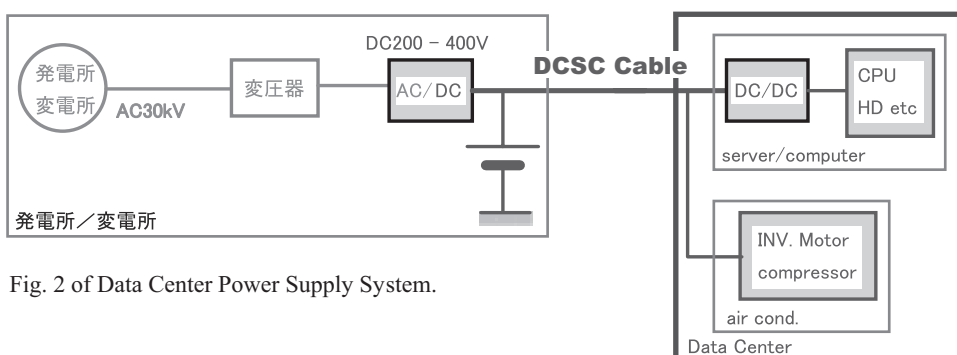 発電所
変電所
AC30kV
変圧器
DC200 - 400V
AC/DC
DCSC Cable
発電所／変電所
DC/DC
CPU
HD etc
server/computer
INV. Motor
compressor
air cond.
Data Center
Fig. 2 of Data Center Power Supply System.